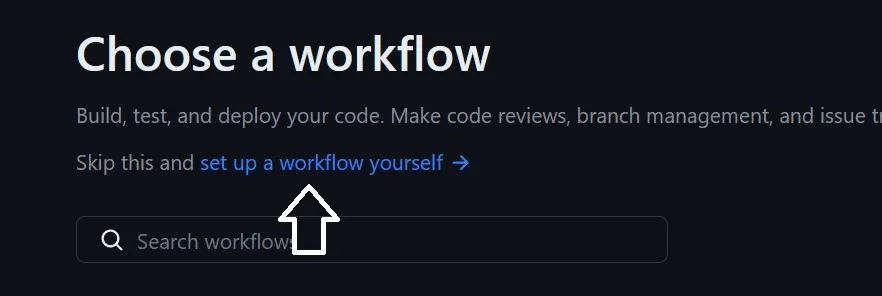 Choose a workflow
Build, test, and deploy your code. Make code reviews, branch management, and issue
Skip this and set up a workflow yourself →
Search workflows